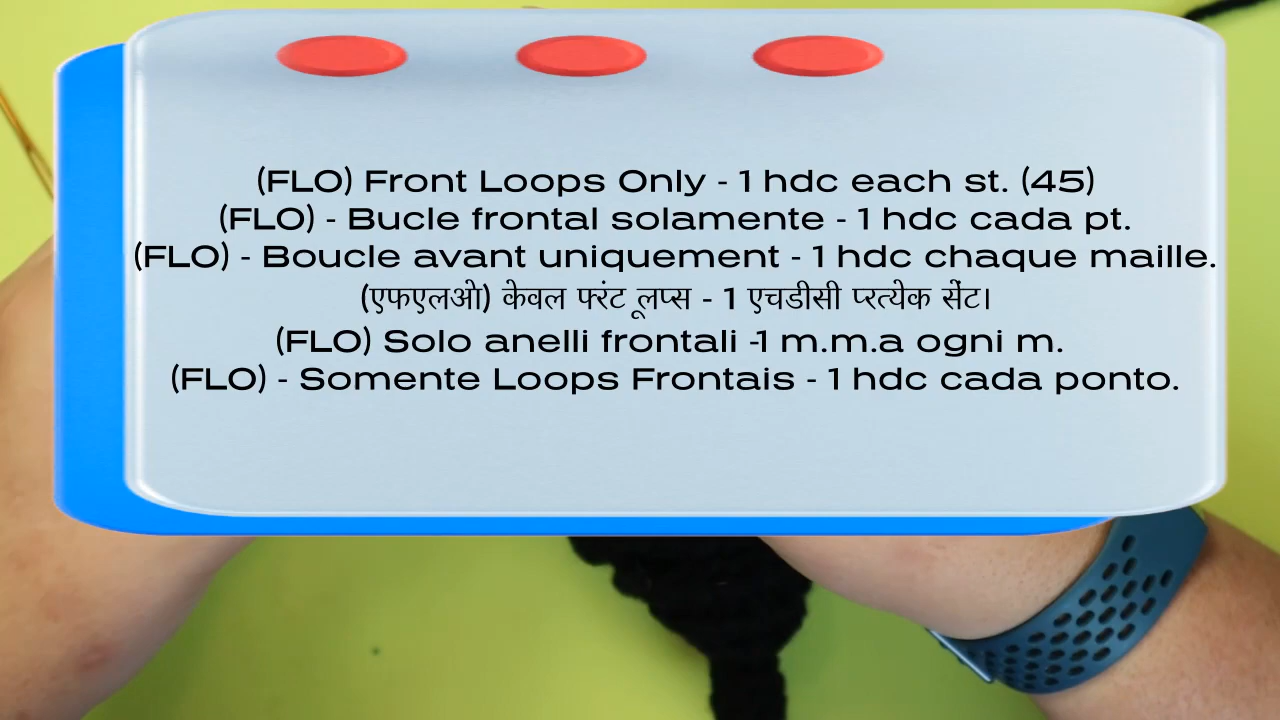 (FLO) Front Loops Only - 1 hdc each st. (45)
(FLO) - Bucle frontal solamente - 1 hdc cada pt.
(FLO) - Boucle avant uniquement - 1 hdc chaque maille.
(एफएलओ) केवल फ्रंट लूप्स - 1 एचडीसी प्रत्येक सेंट।
(FLO) Solo anelli frontali -1 m.m.a ogni m.
(FLO) - Somente Loops Frontais - 1 hdc cada ponto.